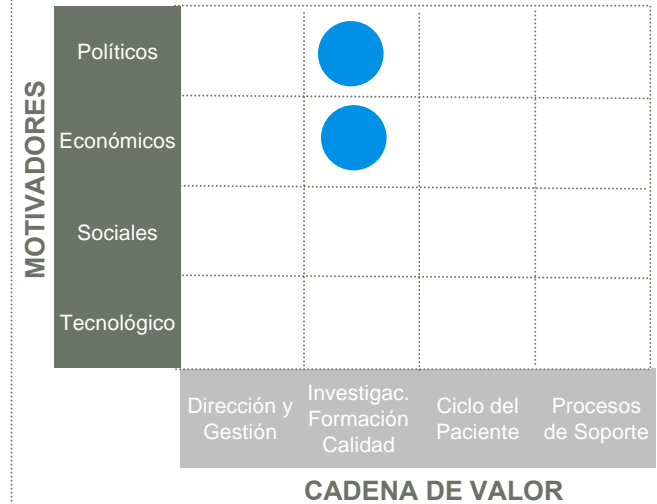 MOTIVADORES
Políticos
Económicos
Sociales
Tecnológico
Dirección y
Gestión
Investigac.
Formación
Calidad
Ciclo del
Paciente
Procesos
de Soporte
CADENA DE VALOR